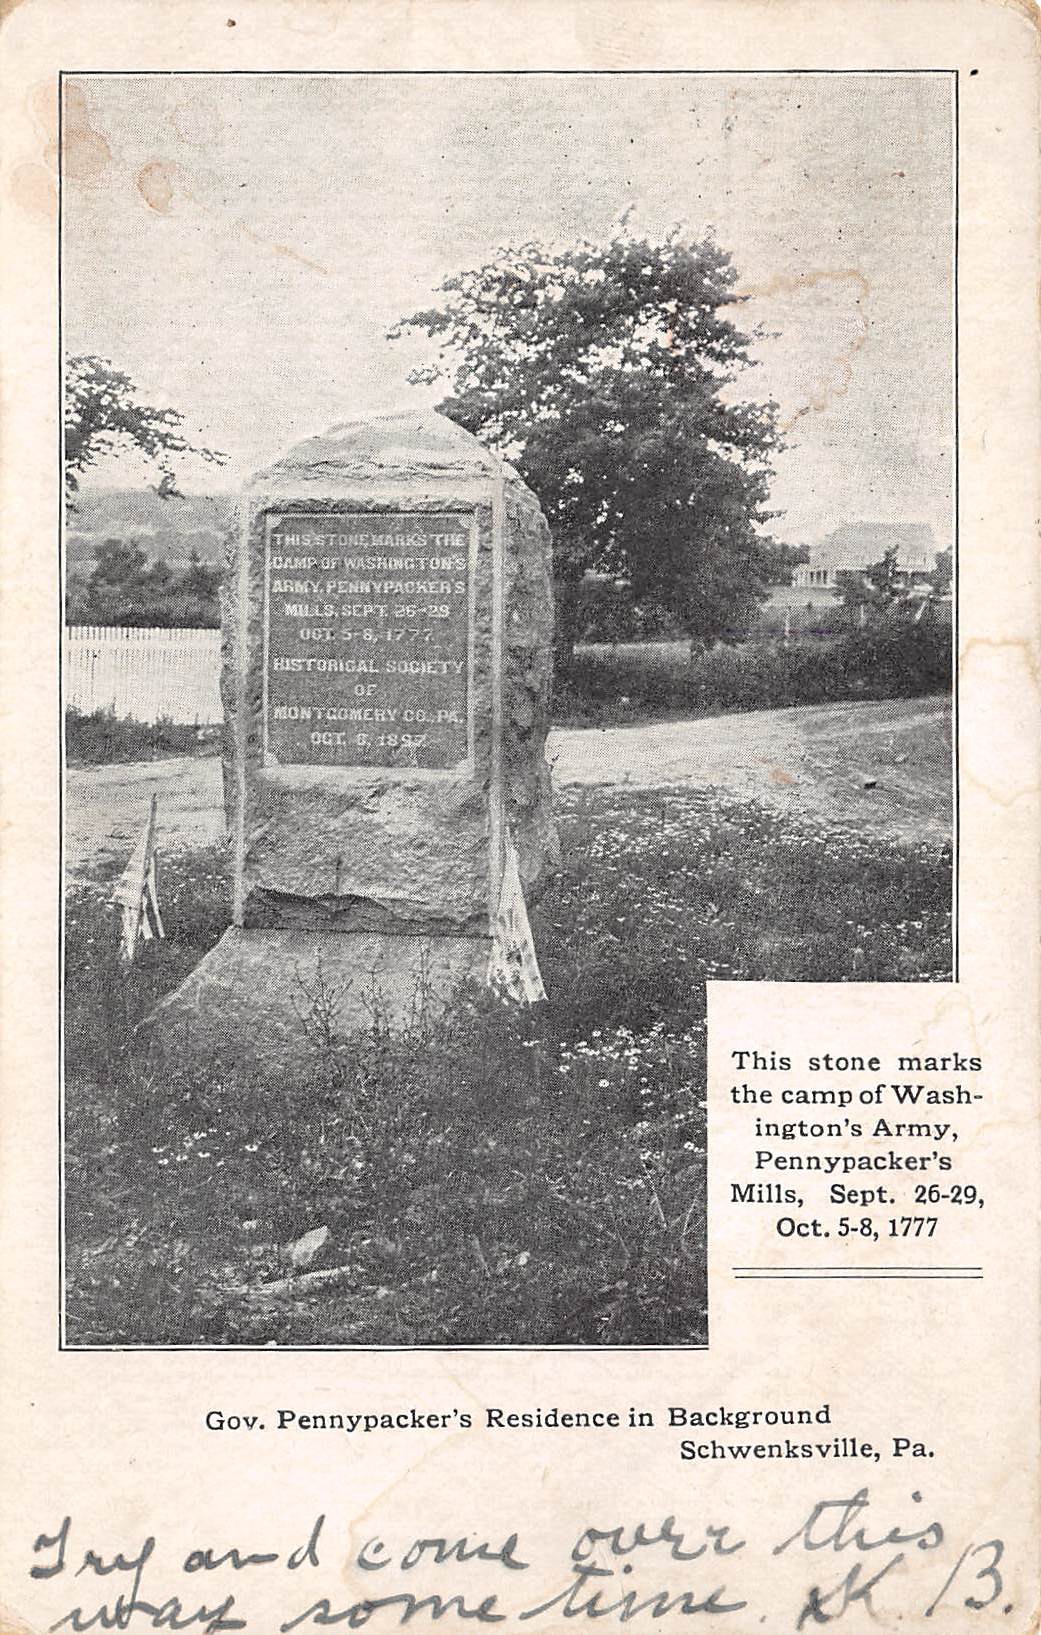 THIS STONE MARKS THE
CAMP OF WASHINGTON'S
ARMY, PENNYPACKER'S
MILLS, SEPT. 26-29
OCT. 5-8, 1777
HISTORICAL SOCIETY
OF
MONTGOMERY CO., PA.
OCT. 8, 1897
This stone marks
the camp of Wash-
ington's Army,
Pennypacker's
Mills, Sept. 26-29,
Oct. 5-8, 1777
Gov. Pennypacker's Residence in Background
Schwenksville, Pa.
Try and come over this
way some time. K. B.